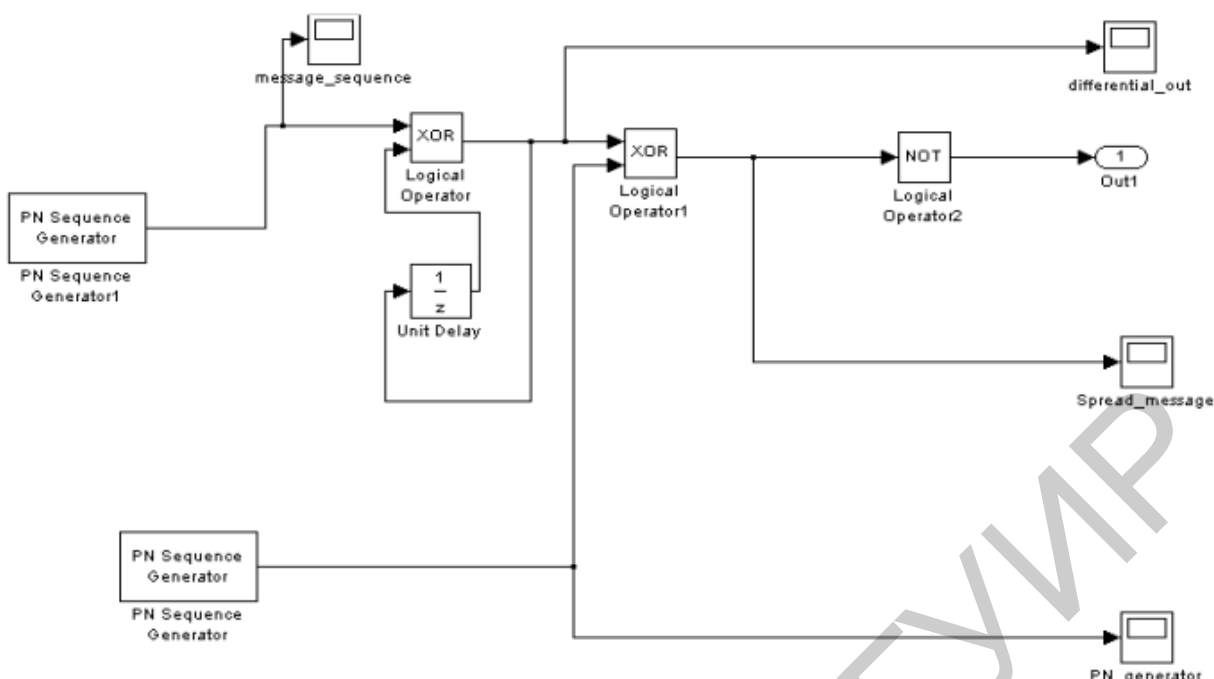 message_sequence
differential_out
XOR
Logical
Operator
XOR
Logical
Operator1
NOT
Logical
Operator2
1
Out1
PN Sequence
Generator
PN Sequence
Generator1
1
z
Unit Delay
Spread_message
PN Sequence
Generator
PN Sequence
Generator
PN_generator
ГУИР